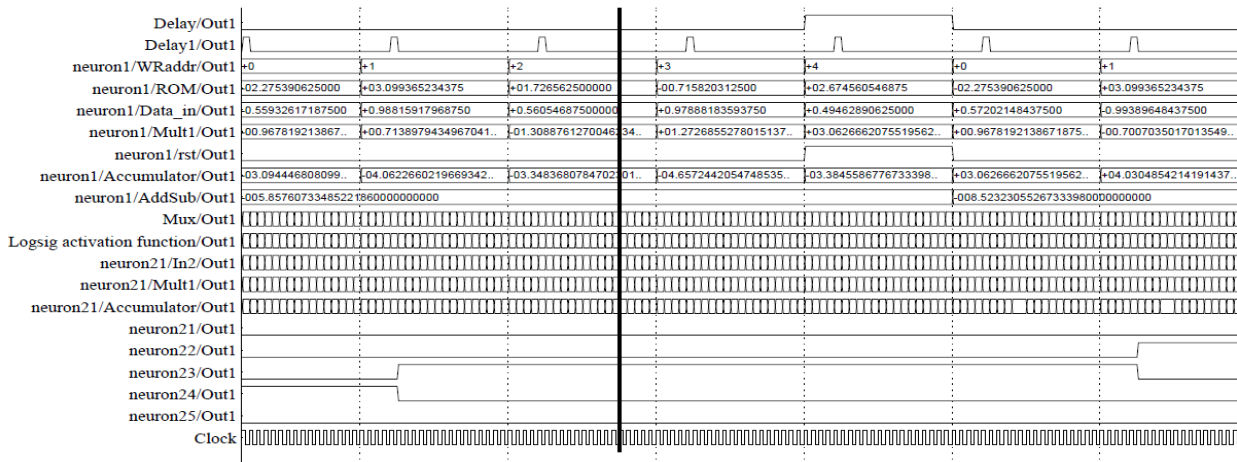 Delay/Out1
Delay1/Out1
neuron1/WRaddr/Out1 +0 +1 +2 +3 +4 +0 +1
neuron1/ROM/Out1 -02.275390625000 +03.099365234375 +01.726562500000 -00.715820312500 +02.674560546875 -02.275390625000 +03.099365234375
neuron1/Data_in/Out1 -0.55932617187500 +0.98815917968750 +0.56054687500000 +0.97888183593750 +0.49462890625000 +0.57202148437500 -0.99389648437500
neuron1/Mult1/Out1 -00.967819213867.. +00.7138979434967041.. -01.3088761270046234.. +01.2726855278015137.. +03.0626662075519562.. +00.9678192138671875.. -00.7007035017013549..
neuron1/rst/Out1
neuron1/Accumulator/Out1 -03.094446808099.. -04.0622660219669342.. -03.3483680784702301.. -04.6572442054748535.. -03.3845586776733398.. +03.0626662075519562.. +04.0304854214191437..
neuron1/AddSub/Out1 -005.8576073348522186000000000 -008.52323055267333980000000000
Mux/Out1
Logsig activation function/Out1
neuron21/In2/Out1
neuron21/Mult1/Out1
neuron21/Accumulator/Out1
neuron21/Out1
neuron22/Out1
neuron23/Out1
neuron24/Out1
neuron25/Out1
Clock